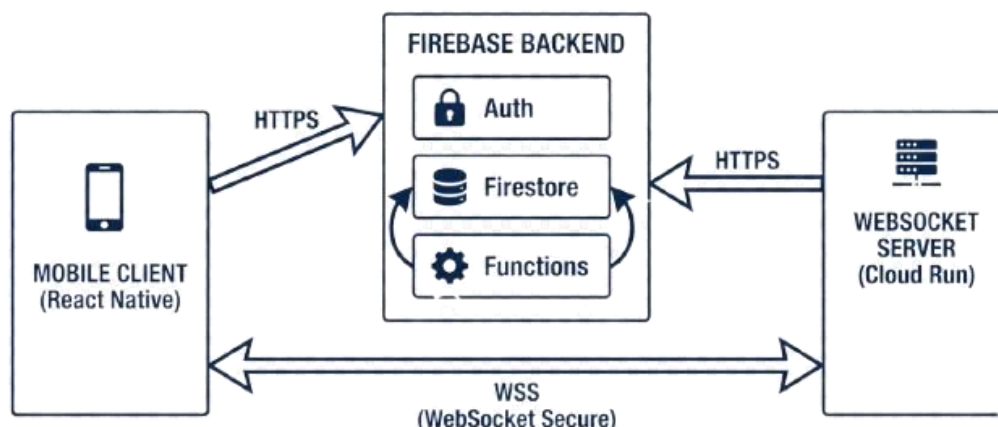 FIREBASE BACKEND
Auth
Firestore
Functions
HTTPS
HTTPS
MOBILE CLIENT
(React Native)
WEBSOCKET
SERVER
(Cloud Run)
WSS
(WebSocket Secure)